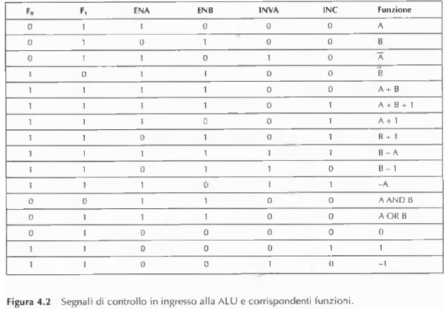 F₀ F₁ ENA ENB INVA INC Funzione
0 1 1 0 0 0 A
0 1 0 1 0 0 B
0 1 1 0 1 0 A̅
1 0 1 1 0 0 B̅
1 1 1 1 0 0 A + B
1 1 1 1 0 1 A + B + 1
1 1 1 0 0 1 A + 1
1 1 0 1 0 1 B + 1
1 1 1 1 1 1 B – A
1 1 0 1 1 0 B – 1
1 1 1 0 1 1 –A
0 0 1 1 0 0 A AND B
0 1 1 1 0 0 A OR B
0 1 0 0 0 0 0
1 1 0 0 0 1 1
1 1 0 0 1 0 –1
Figura 4.2 Segnali di controllo in ingresso alla ALU e corrispondenti funzioni.